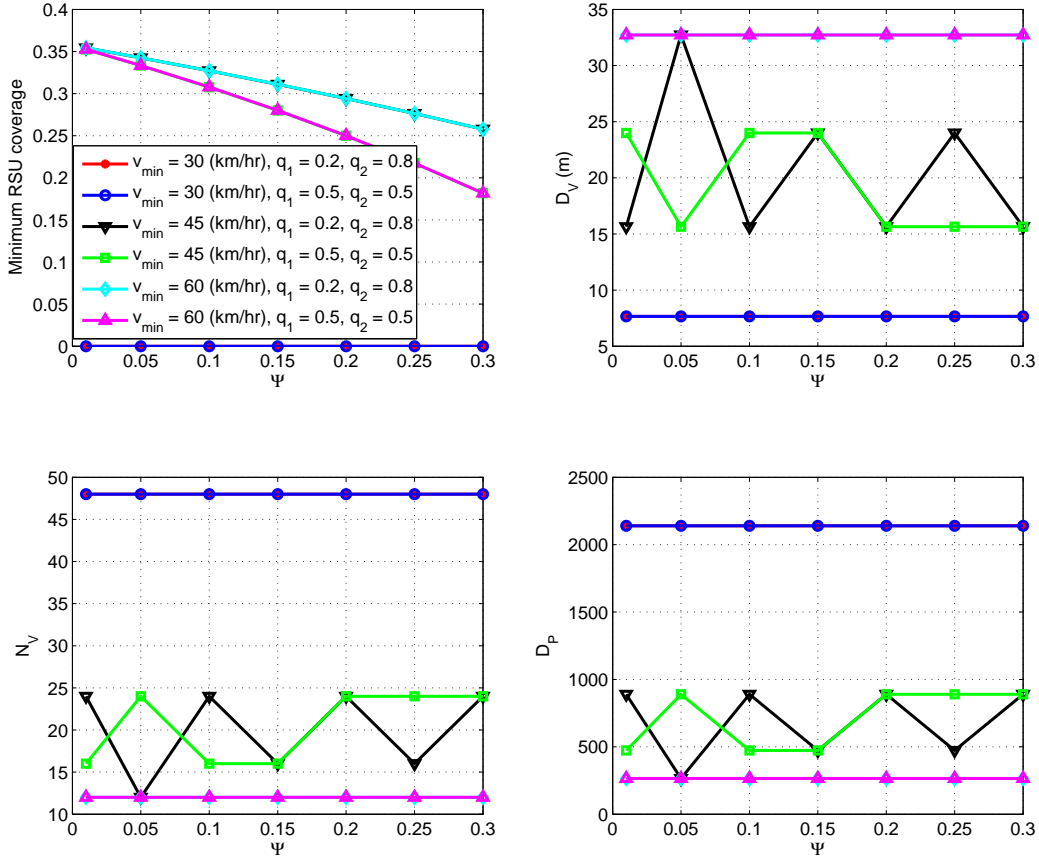 0.4
0.35
0.3
0.25
0.2
0.15
0.1
0.05
0
Minimum RSU coverage
v_min = 30 (km/hr), q_1 = 0.2, q_2 = 0.8
v_min = 30 (km/hr), q_1 = 0.5, q_2 = 0.5
v_min = 45 (km/hr), q_1 = 0.2, q_2 = 0.8
v_min = 45 (km/hr), q_1 = 0.5, q_2 = 0.5
v_min = 60 (km/hr), q_1 = 0.2, q_2 = 0.8
v_min = 60 (km/hr), q_1 = 0.5, q_2 = 0.5
0 0.05 0.1 0.15 0.2 0.25 0.3
Ψ
35
30
25
20
15
10
5
D_V (m)
0 0.05 0.1 0.15 0.2 0.25 0.3
Ψ
50
45
40
35
30
25
20
15
10
N_V
0 0.05 0.1 0.15 0.2 0.25 0.3
Ψ
2500
2000
1500
1000
500
0
D_P
0 0.05 0.1 0.15 0.2 0.25 0.3
Ψ